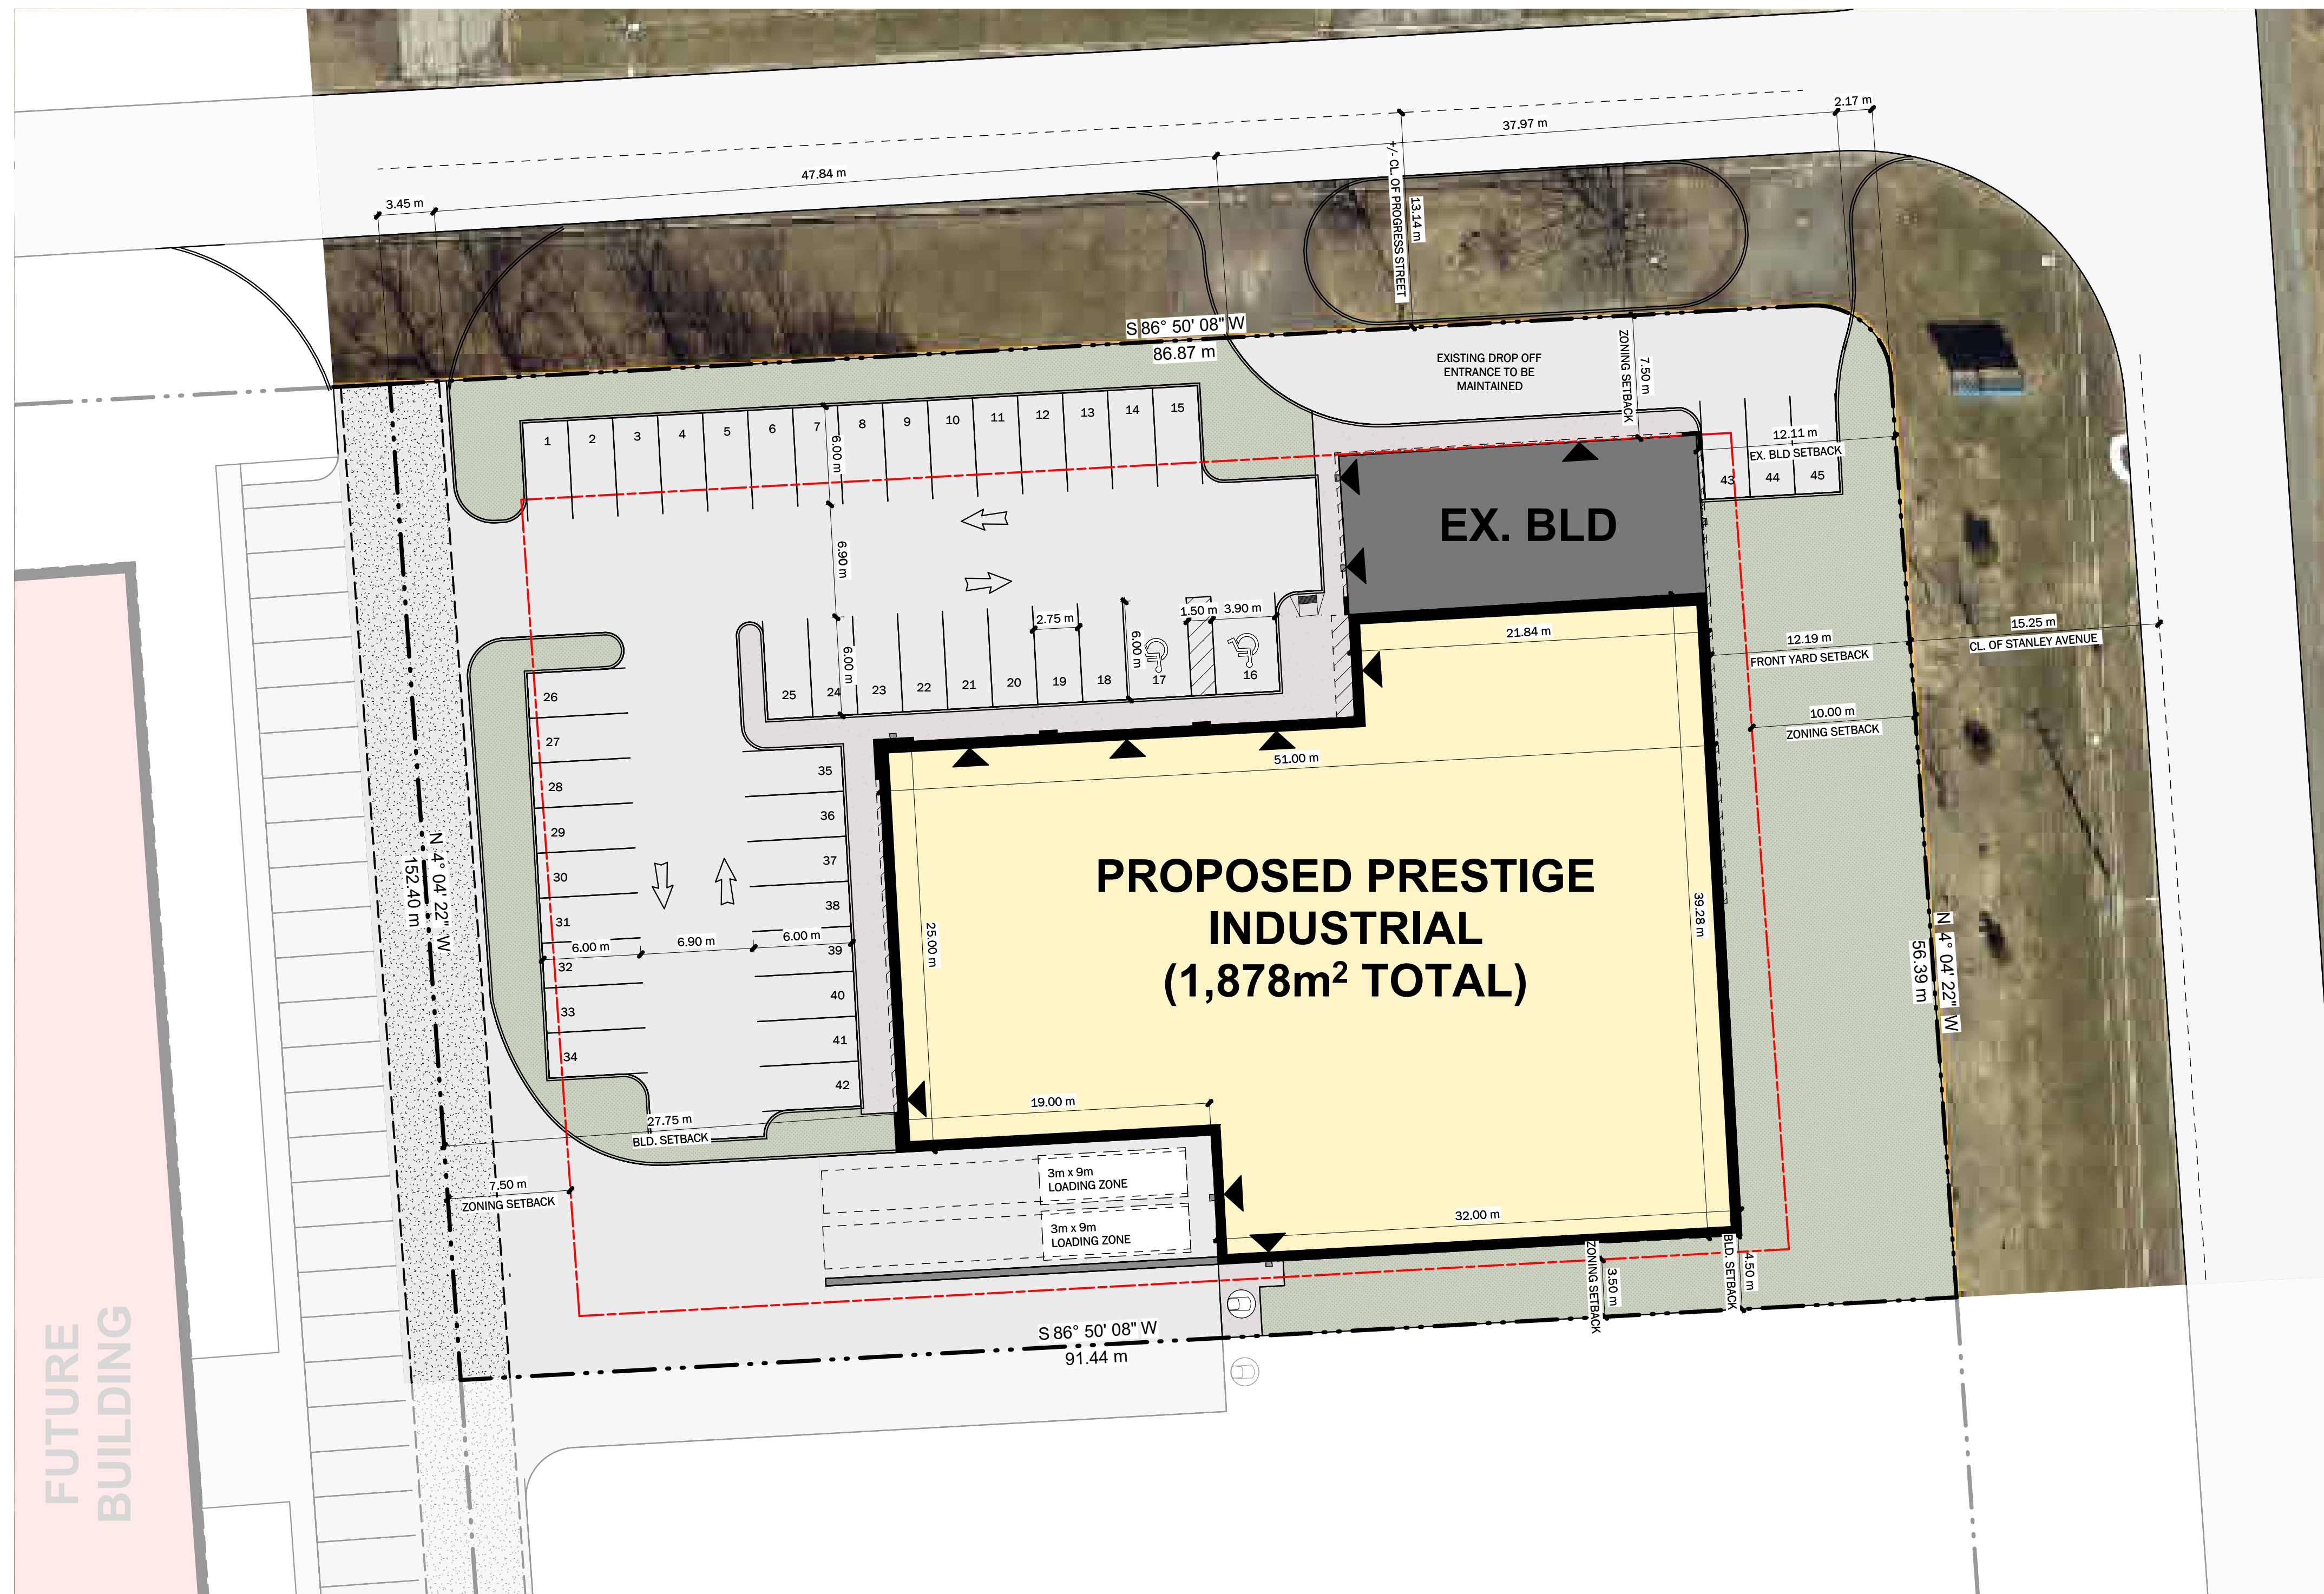 2.17 m
37.97 m
47.84 m
3.45 m
+/- CL. OF PROGRESS STREET
13.14 m
S 86° 50' 08" W
86.87 m
EXISTING DROP OFF
ENTRANCE TO BE
MAINTAINED
ZONING SETBACK
7.50 m
1
2
3
4
5
6
7
8
9
10
11
12
13
14
15
6.00 m
12.11 m
EX. BLD SETBACK
43
44
45
EX. BLD
6.90 m
2.75 m
1.50 m
3.90 m
6.00 m
6.00 m
25
24
23
22
21
20
19
18
17
16
21.84 m
12.19 m
FRONT YARD SETBACK
15.25 m
CL. OF STANLEY AVENUE
10.00 m
ZONING SETBACK
26
27
28
29
30
31
32
33
34
35
36
37
38
39
40
41
42
6.00 m
6.90 m
6.00 m
51.00 m
N 4° 04' 22" W
152.40 m
PROPOSED PRESTIGE
INDUSTRIAL
(1,878m² TOTAL)
25.00 m
39.28 m
N 4° 04' 22" W
56.39 m
19.00 m
27.75 m
BLD. SETBACK
7.50 m
ZONING SETBACK
3m x 9m
LOADING ZONE
3m x 9m
LOADING ZONE
32.00 m
ZONING SETBACK
3.50 m
BLD. SETBACK
4.50 m
S 86° 50' 08" W
91.44 m
FUTURE
BUILDING